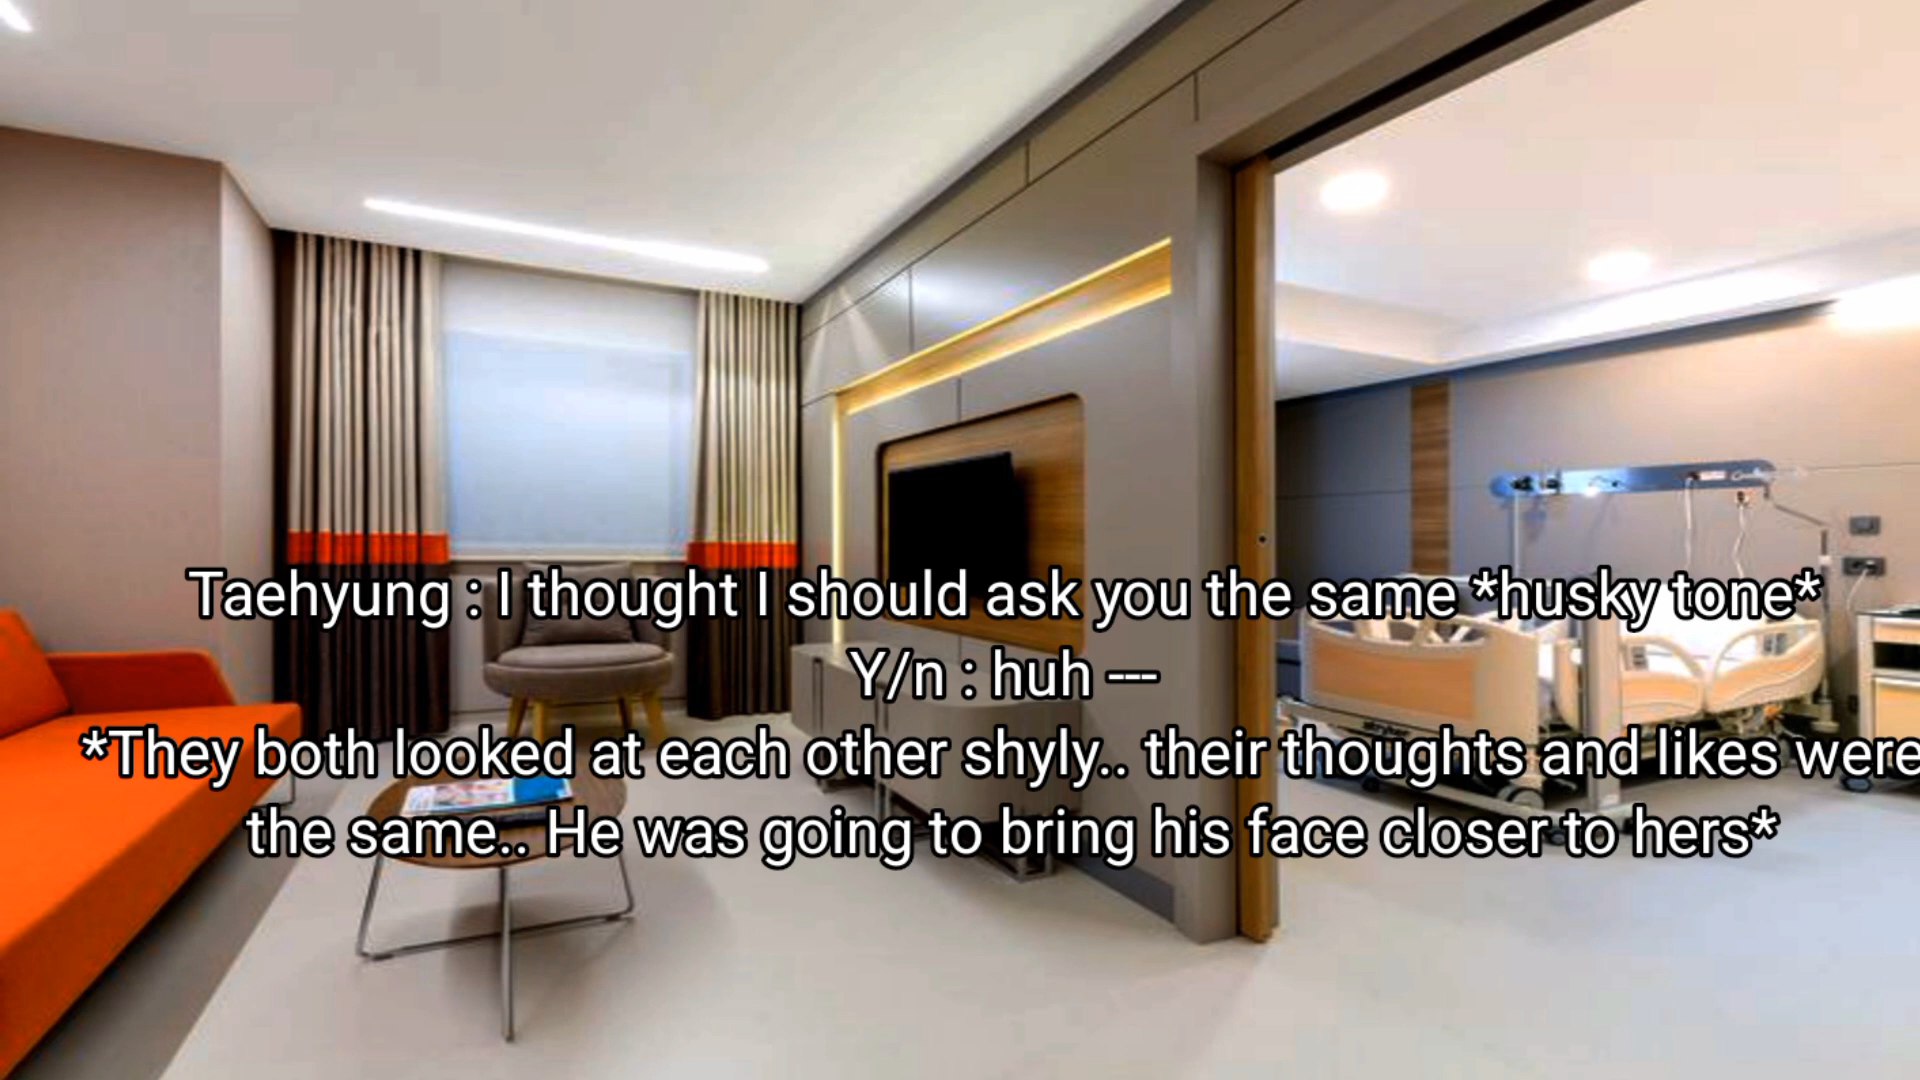 Taehyung : I thought I should ask you the same *husky tone*
Y/n : huh ---
*They both looked at each other shyly.. their thoughts and likes were
the same.. He was going to bring his face closer to hers*